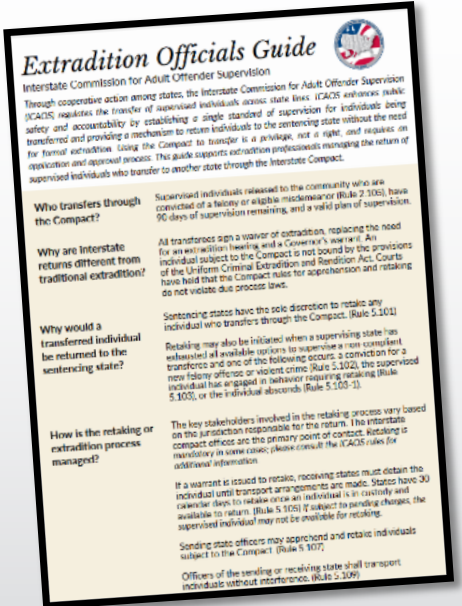 Extradition Officials Guide
Interstate Commission for Adult Offender Supervision
Through cooperative action among states, the Interstate Commission for Adult Offender Supervision
(ICAOS) regulates the transfer of supervised individuals across state lines. ICAOS enhances public
safety and accountability by establishing a single standard of supervision for individuals being
transferred and providing a mechanism to return individuals to the sentencing state without the need
for formal extradition. Using the Compact to transfer is a privilege, not a right, and requires an
application and approval process. This guide supports extradition professionals managing the return of
supervised individuals who transfer to another state through the Interstate Compact.
Who transfers through
the Compact?
Supervised individuals released to the community who are
convicted of a felony or eligible misdemeanor (Rule 2.105), have
90 days of supervision remaining, and a valid plan of supervision.
Why are interstate
returns different from
traditional extradition?
All transferees sign a waiver of extradition, replacing the need
for an extradition hearing and a Governor's warrant. An
individual subject to the Compact is not bound by the provisions
of the Uniform Criminal Extradition and Rendition Act. Courts
have held that the Compact rules for apprehension and retaking
do not violate due process laws.
Why would a
transferred individual
be returned to the
sentencing state?
Sentencing states have the sole discretion to retake any
individual who transfers through the Compact. (Rule 5.101)
Retaking may also be initiated when a supervising state has
exhausted all available options to supervise a non-compliant
transferee and one of the following occurs: a conviction for a
new felony offense or violent crime (Rule 5.102), the supervised
individual has engaged in behavior requiring retaking (Rule
5.103), or the individual absconds (Rule 5.103-1).
How is the retaking or
extradition process
managed?
The key stakeholders involved in the retaking process vary based
on the jurisdiction responsible for the return. The interstate
compact offices are the primary point of contact. Retaking is
mandatory in some cases; please consult the ICAOS rules for
additional information.
If a warrant is issued to retake, receiving states must detain the
individual until transport arrangements are made. States have 30
calendar days to retake once an individual is in custody and
available to return. (Rule 5.105) If subject to pending charges, the
supervised individual may not be available for retaking.
Sending state officers may apprehend and retake individuals
subject to the Compact. (Rule 5.107)
Officers of the sending or receiving state shall transport
individuals without interference. (Rule 5.109)